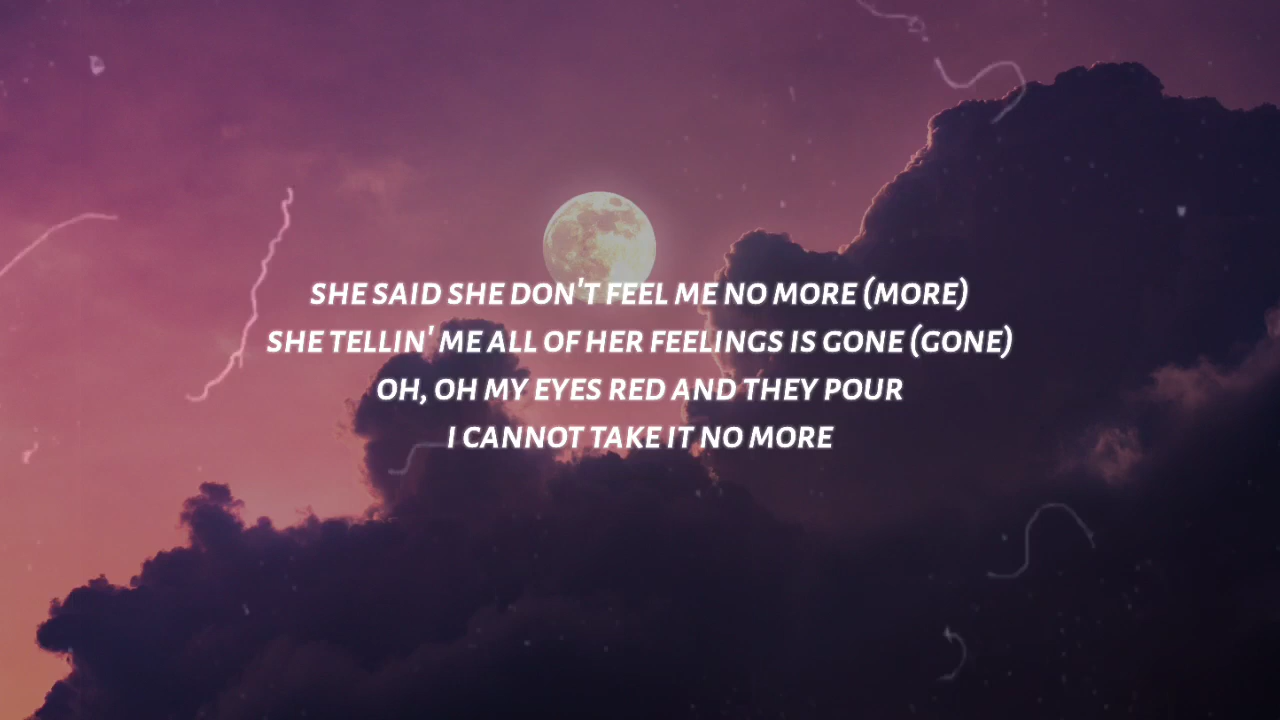 SHE SAID SHE DON'T FEEL ME NO MORE (MORE)
SHE TELLIN' ME ALL OF HER FEELINGS IS GONE (GONE)
OH, OH MY EYES RED AND THEY POUR
I CANNOT TAKE IT NO MORE